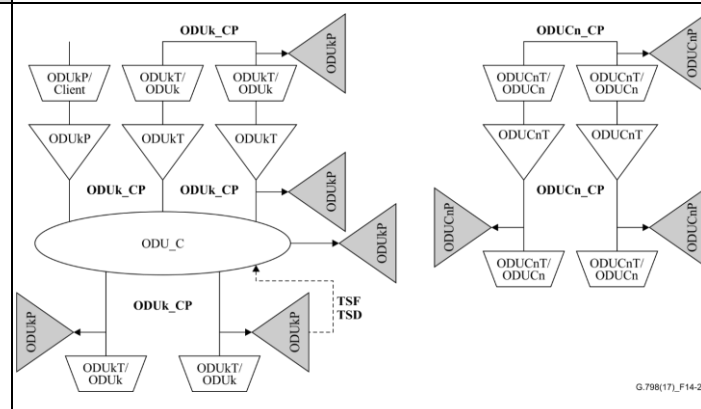 ODUk_CP
ODUkP
ODUkP/
Client
ODUkT/
ODUk
ODUkT/
ODUk
ODUkP
ODUkT
ODUkT
ODUk_CP
ODUk_CP
ODUkP
ODU_C
ODUkP
TSF
TSD
ODUk_CP
ODUkP
ODUkP
ODUkT/
ODUk
ODUkT/
ODUk
ODUCn_CP
ODUCnP
ODUCnT/
ODUCn
ODUCnT/
ODUCn
ODUCnT
ODUCnT
ODUCn_CP
ODUCnP
ODUCnP
ODUCnT/
ODUCn
ODUCnT/
ODUCn
G.798(17)_F14-2